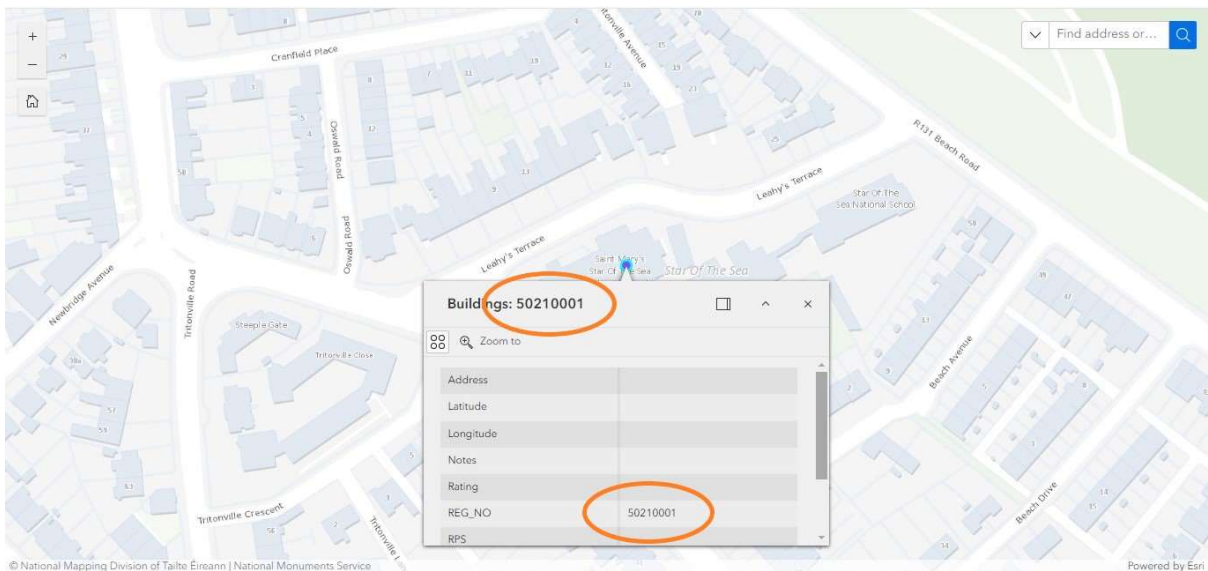 Cranfield Place
Tritonville Avenue
Find address or...
Oswald Road
R131 Beach Road
Leahy's Terrace
Star Of The
Sea National School
Oswald Road
Leahy's Terrace
Saint Mary's
Star Of The Sea
Star Of The Sea
Newbridge Avenue
Tritonville Road
Steeple Gate
Tritonville Close
Beach Avenue
Buildings: 50210001
Zoom to
Address
Latitude
Longitude
Notes
Rating
REG_NO 50210001
RPS
Tritonville Crescent
Beach Drive
© National Mapping Division of Tailte Éireann | National Monuments Service
Powered by Esri